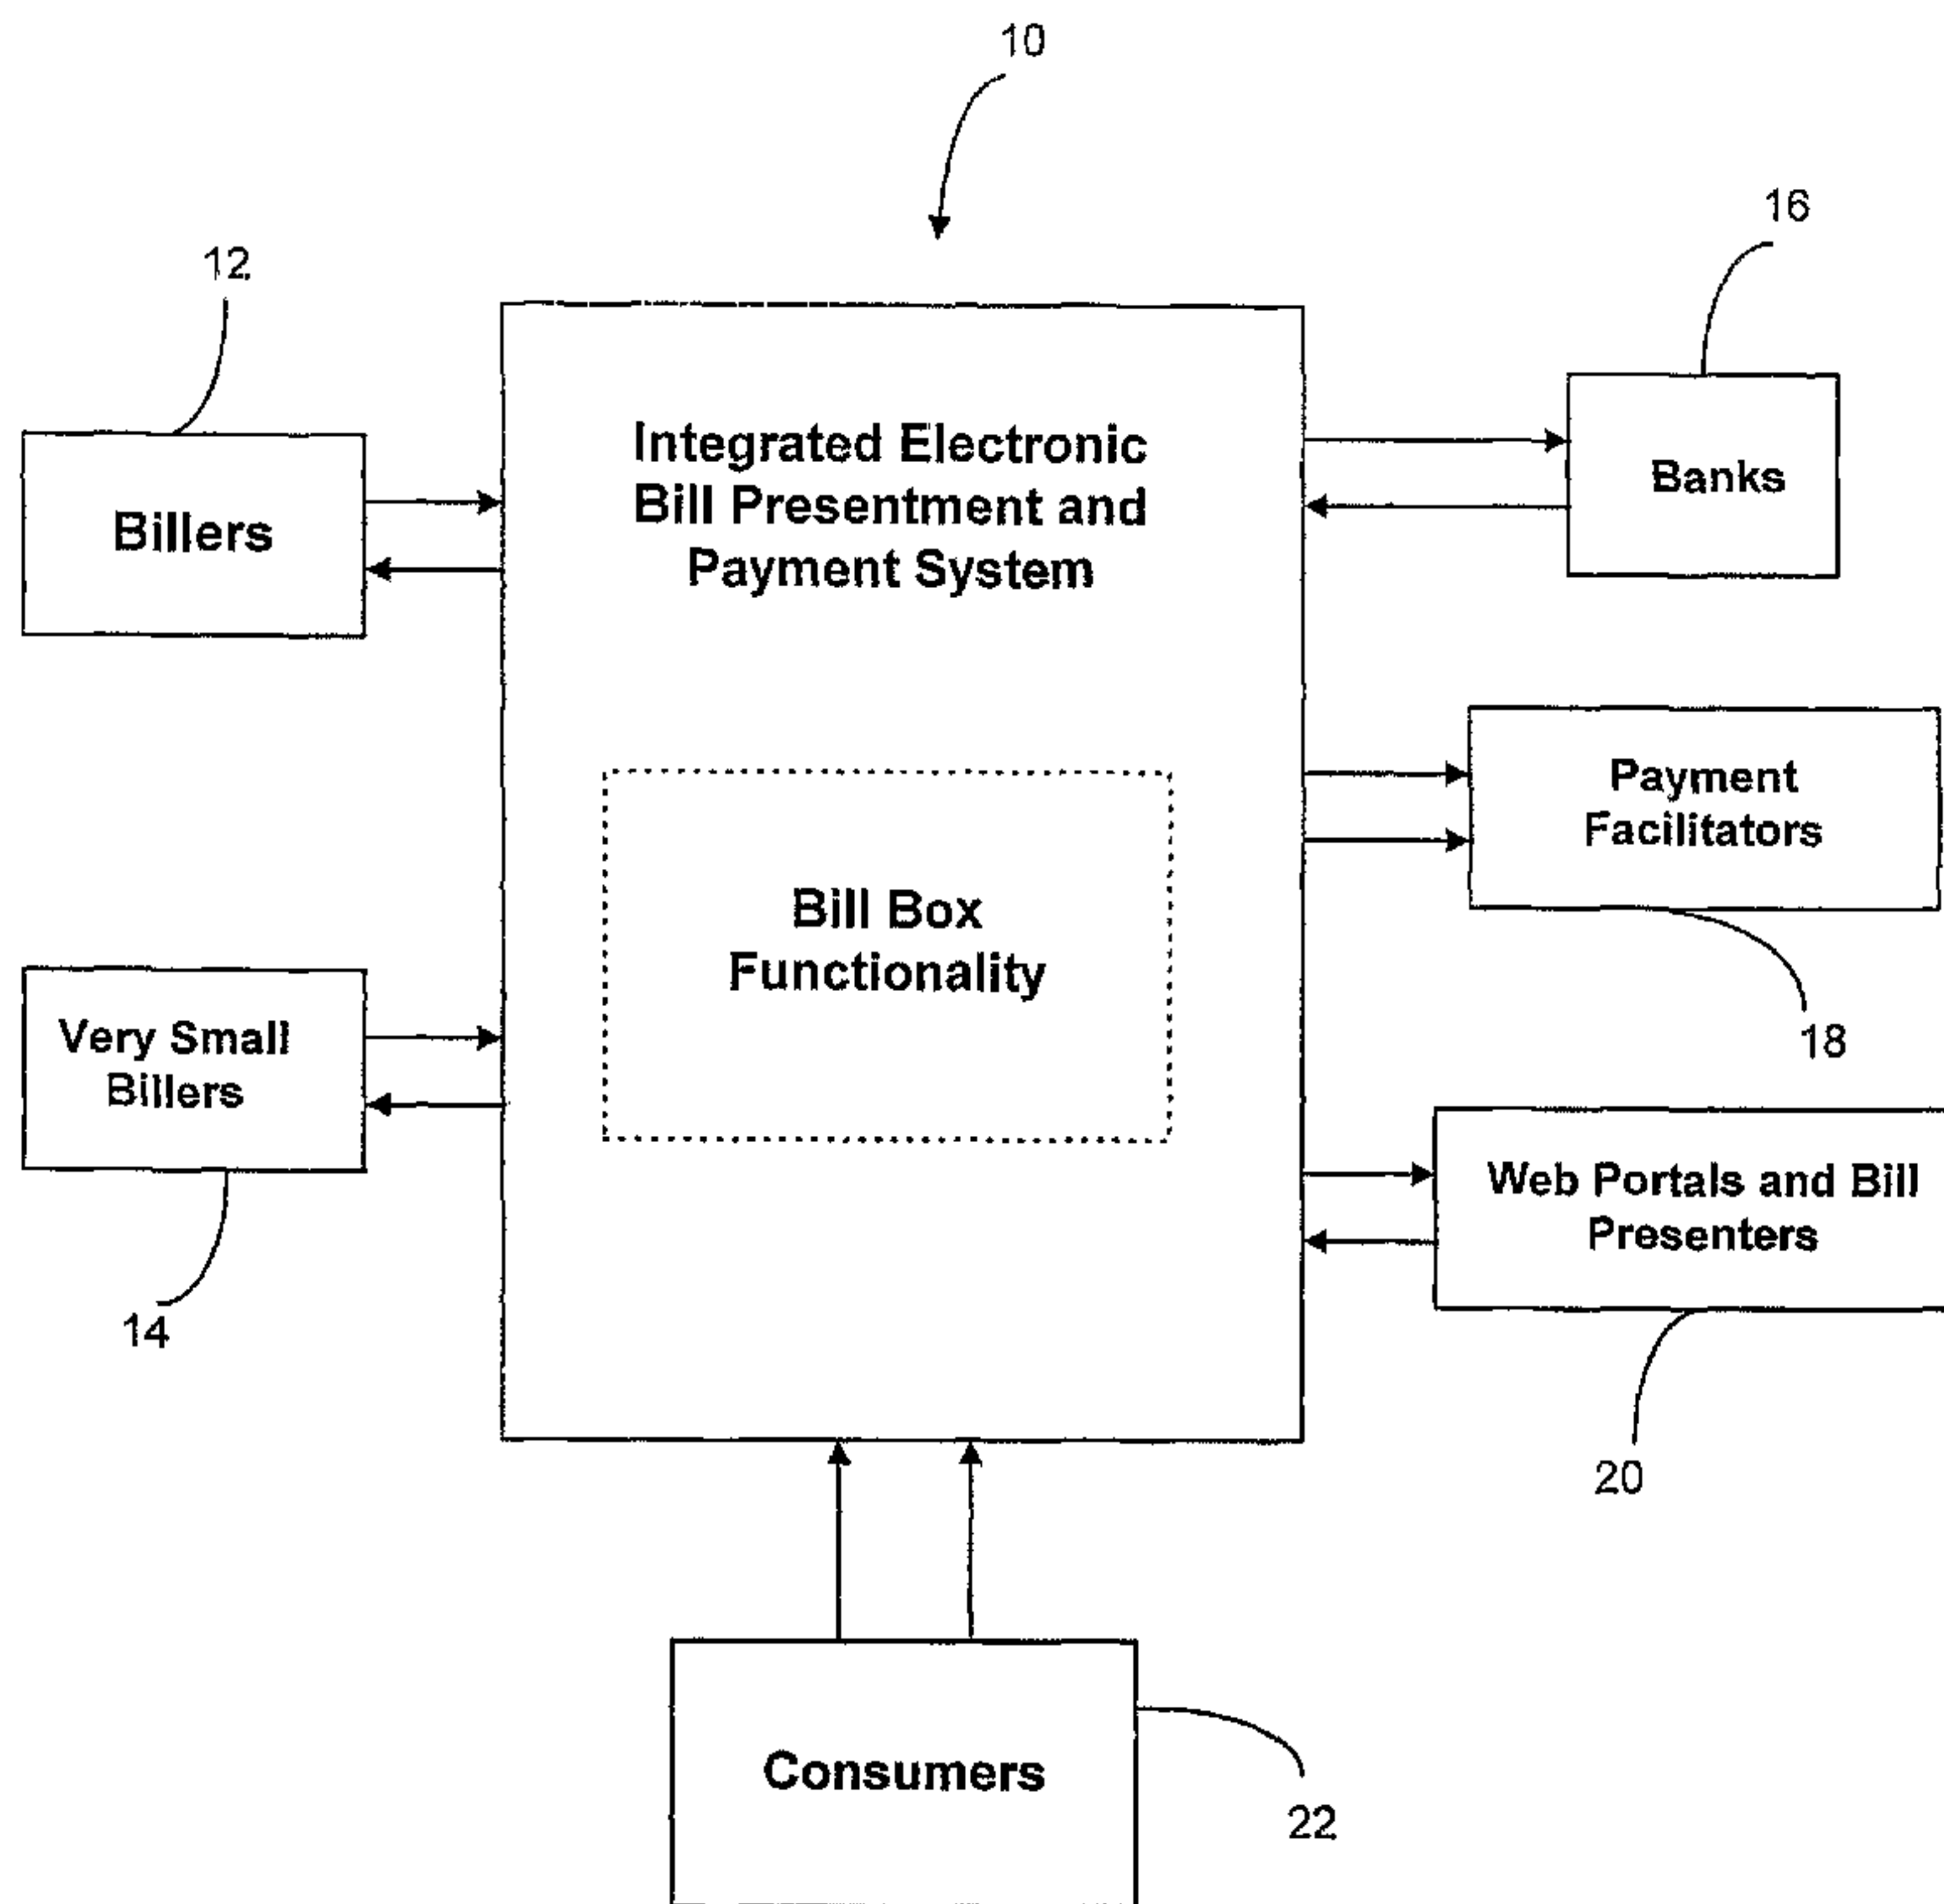 10
16
12
Integrated Electronic
Bill Presentment and
Payment System
Banks
Billers
Payment
Facilitators
Bill Box
Functionality
18
Very Small
Billers
Web Portals and Bill
Presenters
14
20
Consumers
22